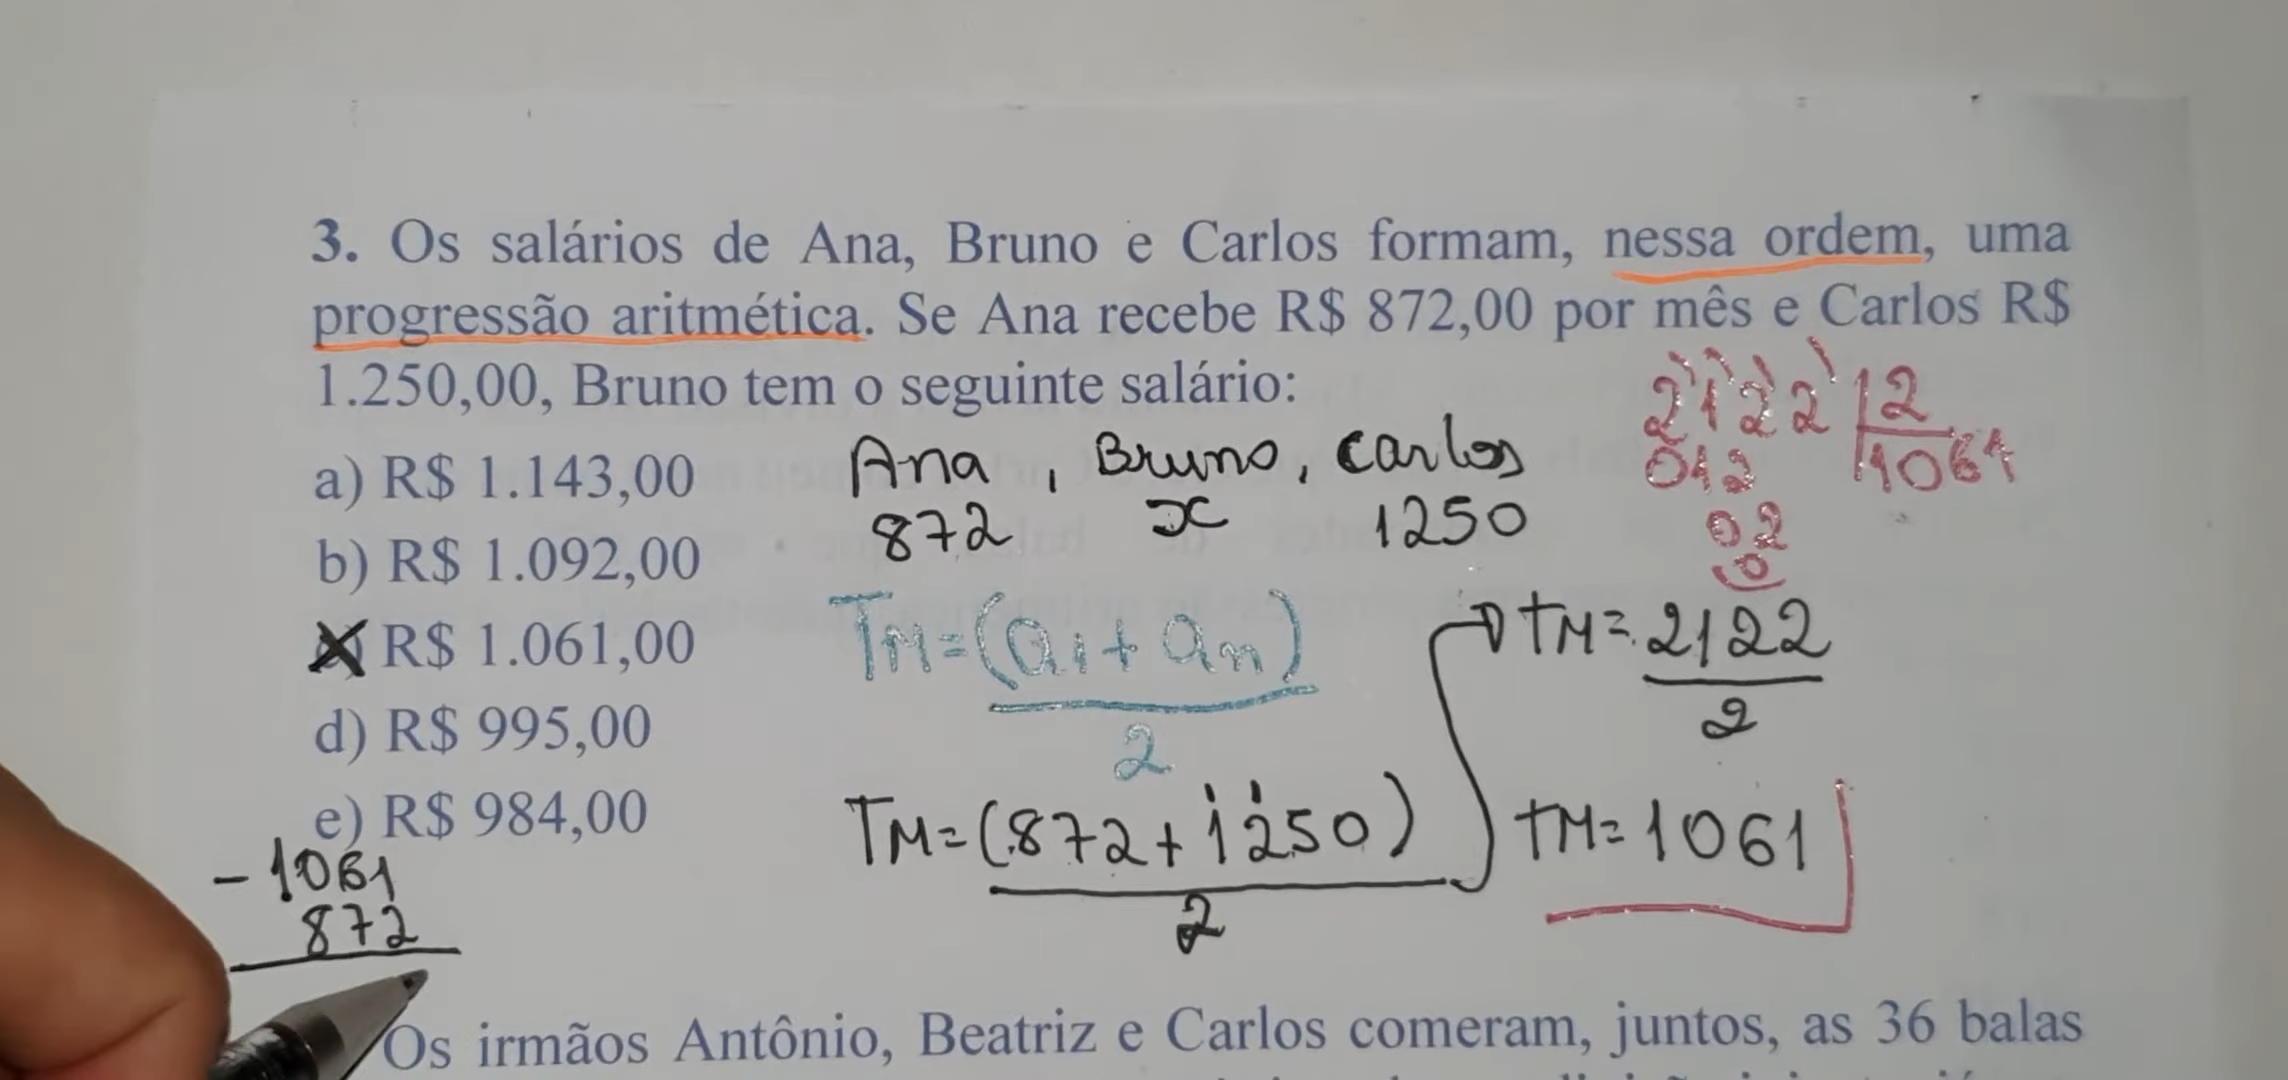 3. Os salários de Ana, Bruno e Carlos formam, nessa ordem, uma
progressão aritmética. Se Ana recebe R$ 872,00 por mês e Carlos R$
1.250,00, Bruno tem o seguinte salário:
a) R$ 1.143,00
b) R$ 1.092,00
R$ 1.061,00
d) R$ 995,00
e) R$ 984,00
Ana, Bruno, Carlos
872 x 1250
TM=(a1+an)
2
TM=(872+1250)
2
TM=2122
2
TM=1061
2122 2
012 1061
02
0
-1061
872
Os irmãos Antônio, Beatriz e Carlos comeram, juntos, as 36 balas